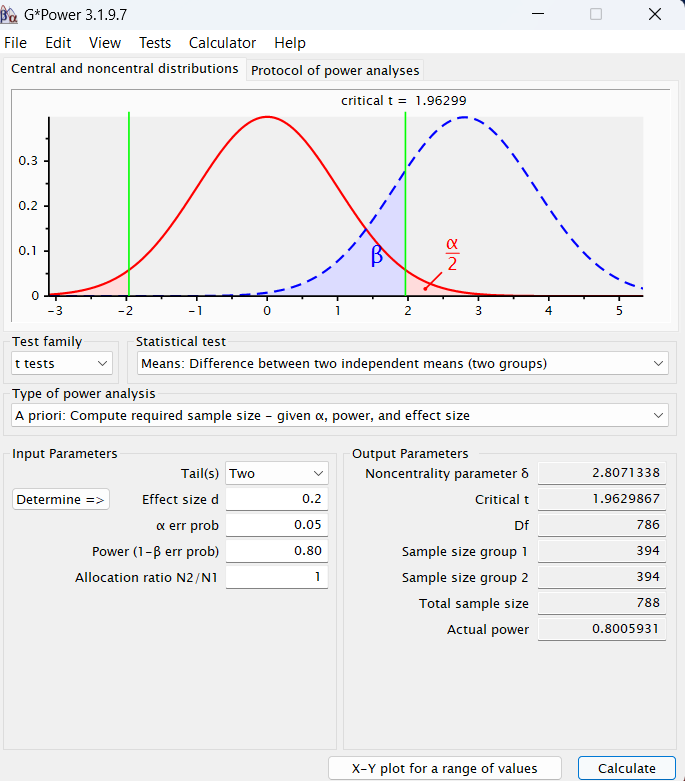 G*Power 3.1.9.7
File Edit View Tests Calculator Help
Central and noncentral distributions Protocol of power analyses
critical t = 1.96299
0.3
0.2
0.1
0
β
α
2
−3 −2 −1 0 1 2 3 4 5
Test family Statistical test
t tests Means: Difference between two independent means (two groups)
Type of power analysis
A priori: Compute required sample size – given α, power, and effect size
Input Parameters
Tail(s) Two
Determine => Effect size d 0.2
α err prob 0.05
Power (1−β err prob) 0.80
Allocation ratio N2/N1 1
Output Parameters
Noncentrality parameter δ 2.8071338
Critical t 1.9629867
Df 786
Sample size group 1 394
Sample size group 2 394
Total sample size 788
Actual power 0.8005931
X−Y plot for a range of values Calculate